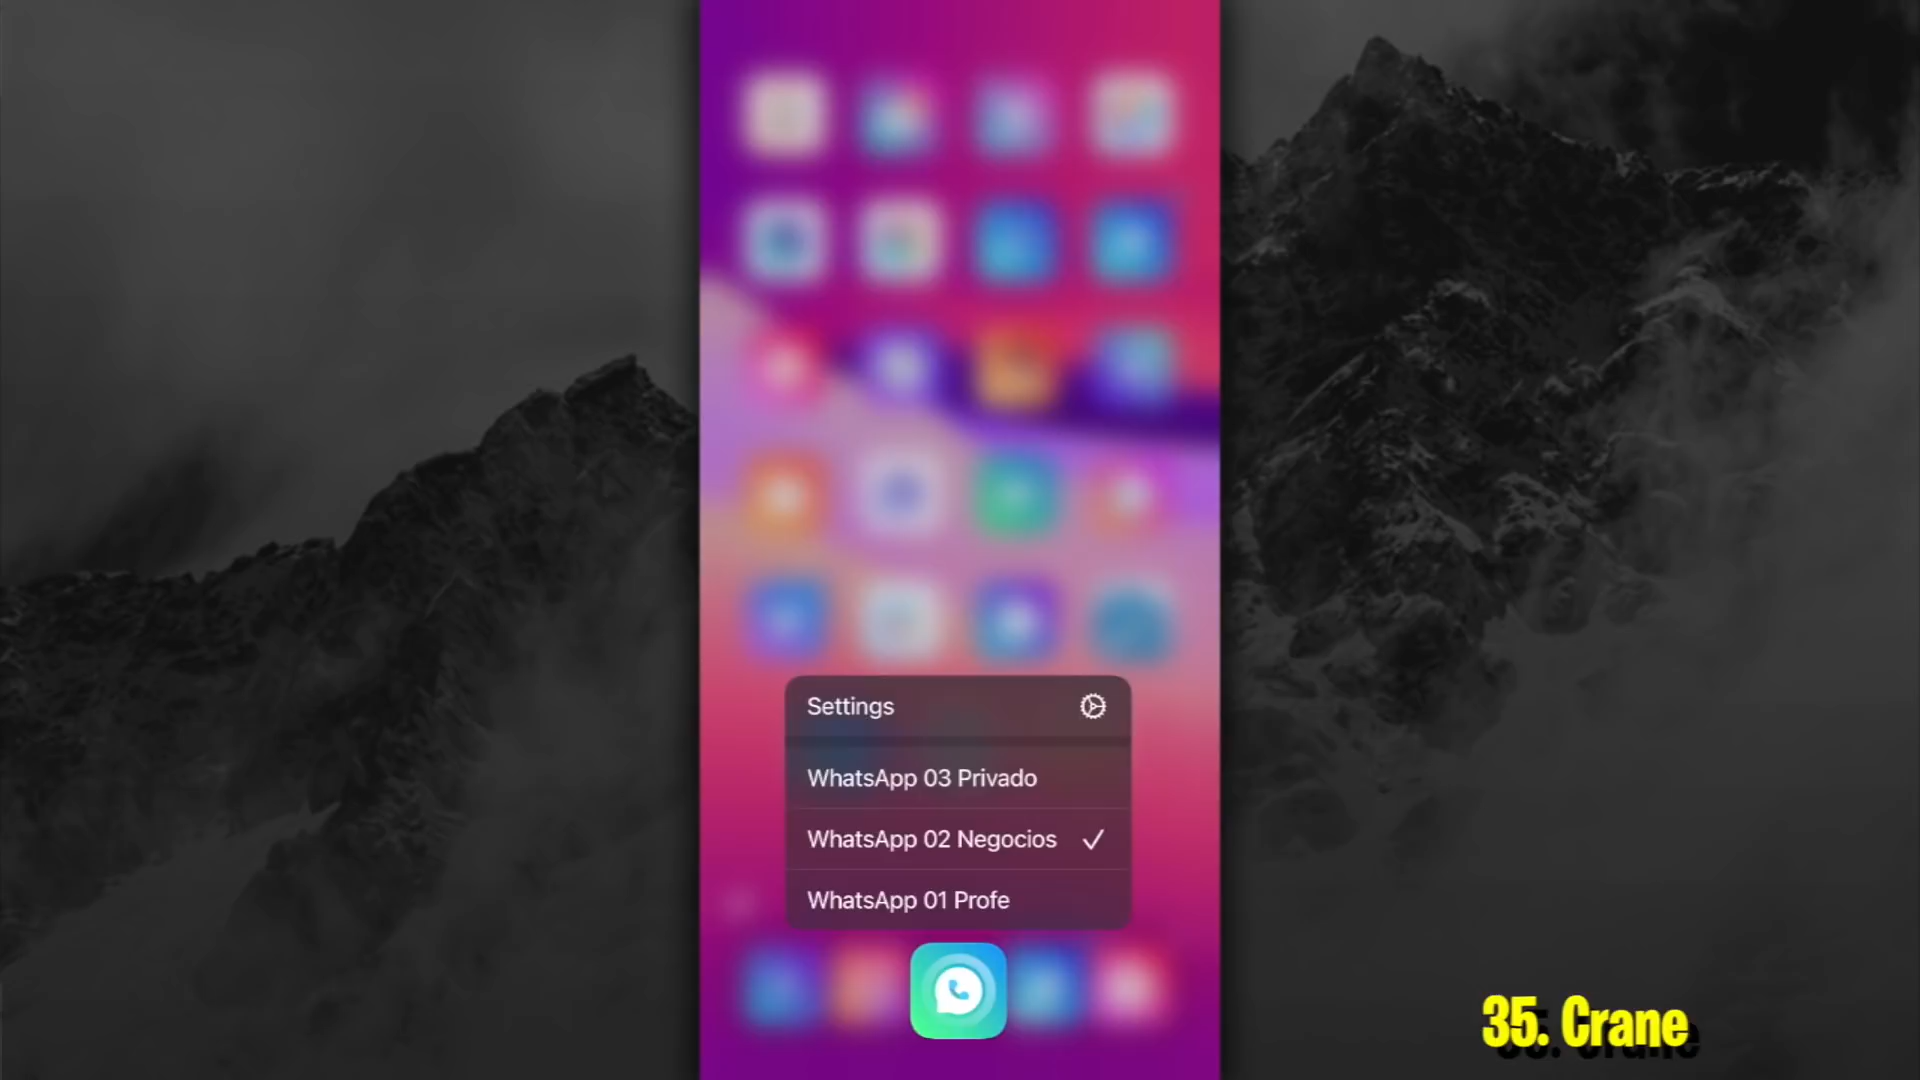 Settings
WhatsApp 03 Privado
WhatsApp 02 Negocios
WhatsApp 01 Profe
35. Crane